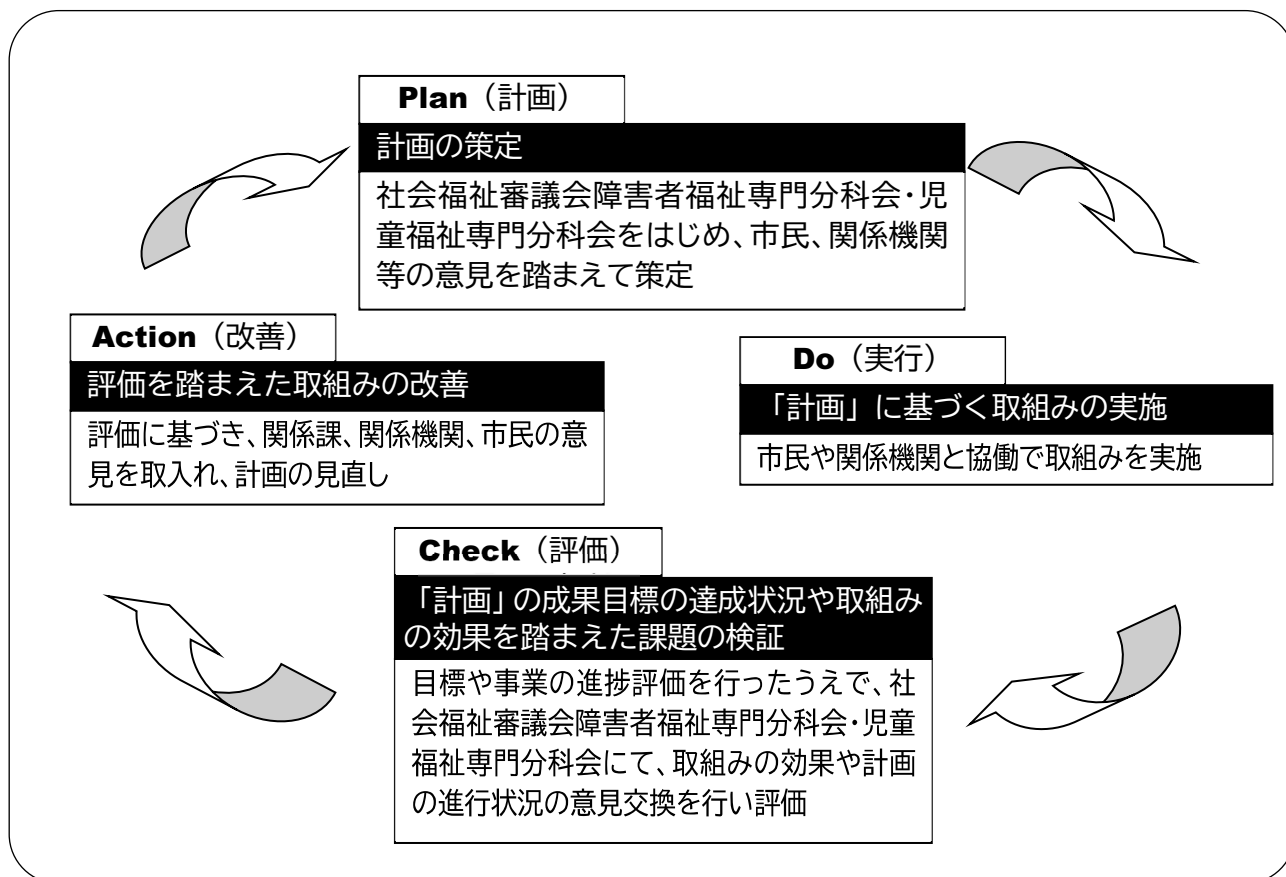 Plan（計画）
計画の策定
社会福祉審議会障害者福祉専門分科会・児
童福祉専門分科会をはじめ、市民、関係機関
等の意見を踏まえて策定
Action（改善）
評価を踏まえた取組みの改善
評価に基づき、関係課、関係機関、市民の意
見を取入れ、計画の見直し
Do（実行）
「計画」に基づく取組みの実施
市民や関係機関と協働で取組みを実施
Check（評価）
「計画」の成果目標の達成状況や取組み
の効果を踏まえた課題の検証
目標や事業の進捗評価を行ったうえで、社
会福祉審議会障害者福祉専門分科会・児童
福祉専門分科会にて、取組みの効果や計画
の進行状況の意見交換を行い評価